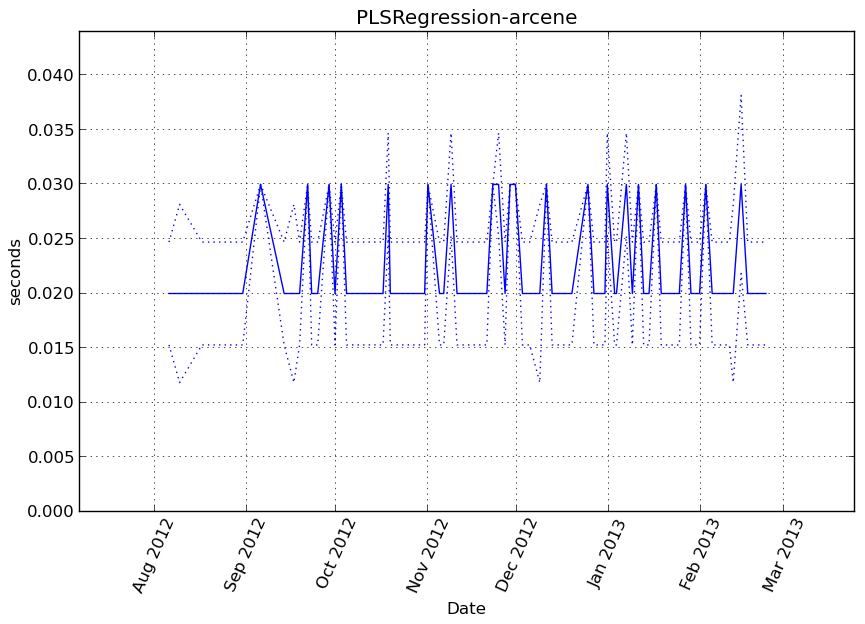 PLSRegression-arcene
0.040
0.035
0.030
0.025
0.020
0.015
0.010
0.005
0.000
seconds
Aug 2012
Sep 2012
Oct 2012
Nov 2012
Dec 2012
Jan 2013
Feb 2013
Mar 2013
Date